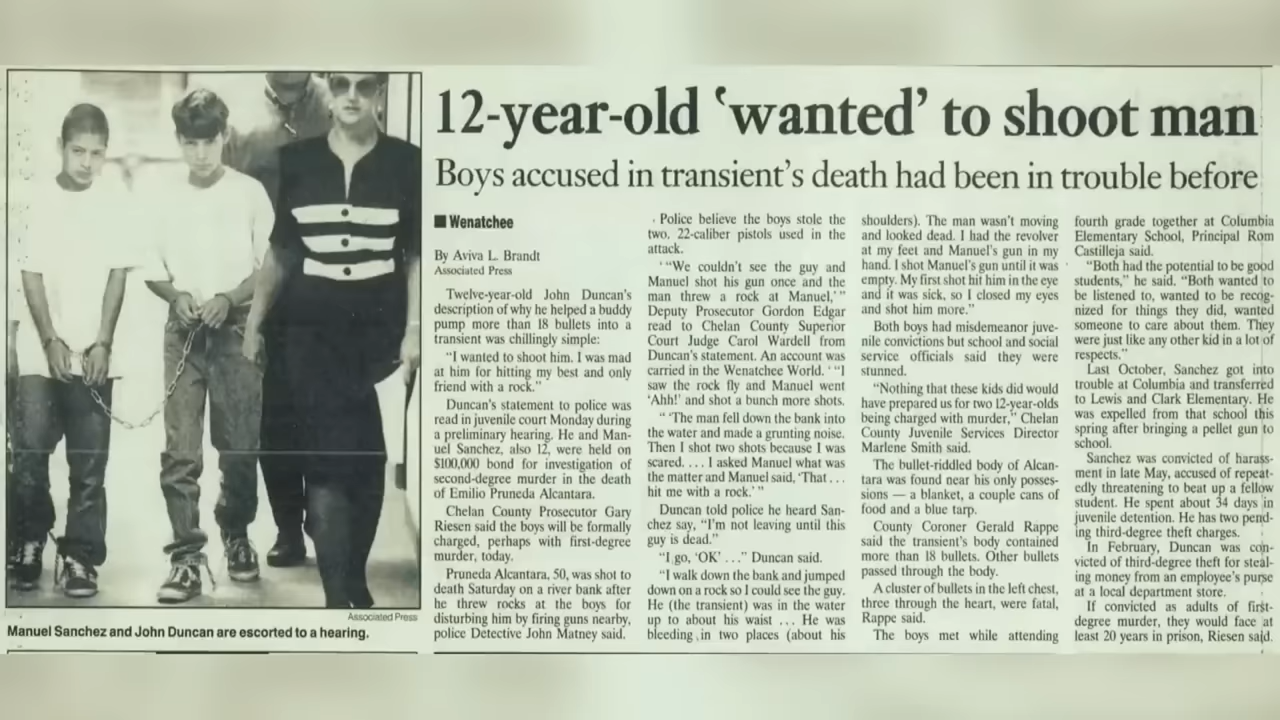 12-year-old ‘wanted’ to shoot man
Boys accused in transient’s death had been in trouble before
Associated Press
Manuel Sanchez and John Duncan are escorted to a hearing.
■ Wenatchee
By Aviva L. Brandt
Associated Press
Twelve-year-old John Duncan’s
description of why he helped a buddy
pump more than 18 bullets into a
transient was chillingly simple:
“I wanted to shoot him. I was mad
at him for hitting my best and only
friend with a rock.”
Duncan’s statement to police was
read in juvenile court Monday during
a preliminary hearing. He and Man-
uel Sanchez, also 12, were held on
$100,000 bond for investigation of
second-degree murder in the death
of Emilio Pruneda Alcantara.
Chelan County Prosecutor Gary
Riesen said the boys will be formally
charged, perhaps with first-degree
murder, today.
Pruneda Alcantara, 50, was shot to
death Saturday on a river bank after
he threw rocks at the boys for
disturbing him by firing guns nearby,
police Detective John Matney said.
Police believe the boys stole the
two, 22-caliber pistols used in the
attack.
‘“We couldn’t see the guy and
Manuel shot his gun once and the
man threw a rock at Manuel,’”
Deputy Prosecutor Gordon Edgar
read to Chelan County Superior
Court Judge Carol Wardell from
Duncan’s statement. An account was
carried in the Wenatchee World. ‘“I
saw the rock fly and Manuel went
‘Ahh!’ and shot a bunch more shots.
“ ‘The man fell down the bank into
the water and made a grunting noise.
Then I shot two shots because I was
scared. . . . I asked Manuel what was
the matter and Manuel said, ‘That . . .
hit me with a rock.’ ”
Duncan told police he heard San-
chez say, “I’m not leaving until this
guy is dead.”
“I go, ‘OK’ . . .” Duncan said.
“I walk down the bank and jumped
down on a rock so I could see the guy.
He (the transient) was in the water
up to about his waist . . . He was
bleeding in two places (about his
shoulders). The man wasn’t moving
and looked dead. I had the revolver
at my feet and Manuel’s gun in my
hand. I shot Manuel’s gun until it was
empty. My first shot hit him in the eye
and it was sick, so I closed my eyes
and shot him more.”
Both boys had misdemeanor juve-
nile convictions but school and social
service officials said they were
stunned.
“Nothing that these kids did would
have prepared us for two 12-year-olds
being charged with murder,” Chelan
County Juvenile Services Director
Marlene Smith said.
The bullet-riddled body of Alcan-
tara was found near his only posses-
sions — a blanket, a couple cans of
food and a blue tarp.
County Coroner Gerald Rappe
said the transient’s body contained
more than 18 bullets. Other bullets
passed through the body.
A cluster of bullets in the left chest,
three through the heart, were fatal,
Rappe said.
The boys met while attending
fourth grade together at Columbia
Elementary School, Principal Rom
Castilleja said.
“Both had the potential to be good
students,” he said. “Both wanted to
be listened to, wanted to be recog-
nized for things they did, wanted
someone to care about them. They
were just like any other kid in a lot of
respects.”
Last October, Sanchez got into
trouble at Columbia and transferred
to Lewis and Clark Elementary. He
was expelled from that school this
spring after bringing a pellet gun to
school.
Sanchez was convicted of harass-
ment in late May, accused of repeat-
edly threatening to beat up a fellow
student. He spent about 34 days in
juvenile detention. He has two pend-
ing third-degree theft charges.
In February, Duncan was con-
victed of third-degree theft for steal-
ing money from an employee’s purse
at a local department store.
If convicted as adults of first-
degree murder, they would face at
least 20 years in prison, Riesen said.